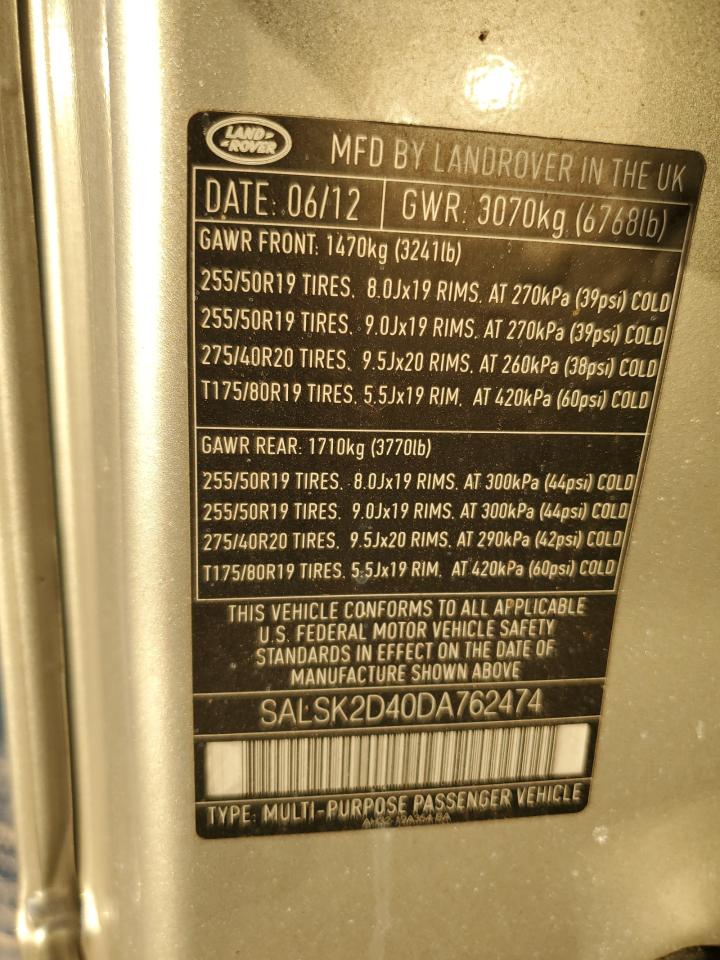 LAND ROVER
MFD BY LANDROVER IN THE UK
DATE: 06/12 GWR: 3070kg (6768lb)
GAWR FRONT: 1470kg (3241lb)
255/50R19 TIRES, 8.0Jx19 RIMS, AT 270kPa (39psi) COLD
255/50R19 TIRES, 9.0Jx19 RIMS, AT 270kPa (39psi) COLD
275/40R20 TIRES, 9.5Jx20 RIMS, AT 260kPa (38psi) COLD
T175/80R19 TIRES, 5.5Jx19 RIM, AT 420kPa (60psi) COLD
GAWR REAR: 1710kg (3770lb)
255/50R19 TIRES, 8.0Jx19 RIMS, AT 300kPa (44psi) COLD
255/50R19 TIRES, 9.0Jx19 RIMS, AT 300kPa (44psi) COLD
275/40R20 TIRES, 9.5Jx20 RIMS, AT 290kPa (42psi) COLD
T175/80R19 TIRES, 5.5Jx19 RIM, AT 420kPa (60psi) COLD
THIS VEHICLE CONFORMS TO ALL APPLICABLE
U.S. FEDERAL MOTOR VEHICLE SAFETY
STANDARDS IN EFFECT ON THE DATE OF
MANUFACTURE SHOWN ABOVE
SALSK2D40DA762474
TYPE: MULTI-PURPOSE PASSENGER VEHICLE